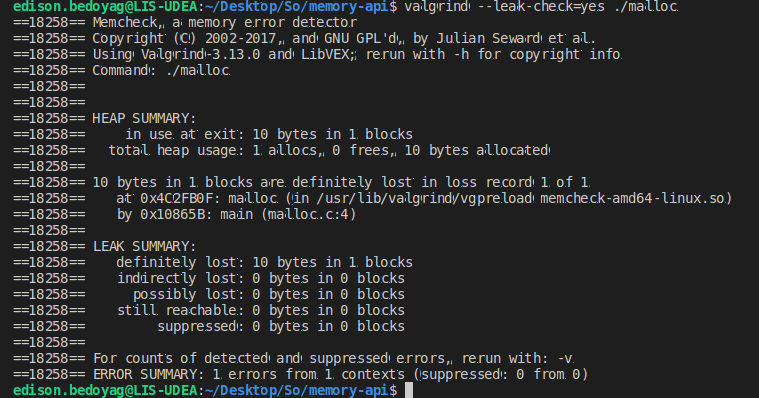 edison.bedoyag@LIS-UDEA:~/Desktop/So/memory-api$ valgrind --leak-check=yes ./malloc
==18258== Memcheck, a memory error detector
==18258== Copyright (C) 2002-2017, and GNU GPL'd, by Julian Seward et al.
==18258== Using Valgrind-3.13.0 and LibVEX; rerun with -h for copyright info
==18258== Command: ./malloc
==18258==
==18258==
==18258== HEAP SUMMARY:
==18258==     in use at exit: 10 bytes in 1 blocks
==18258==   total heap usage: 1 allocs, 0 frees, 10 bytes allocated
==18258==
==18258== 10 bytes in 1 blocks are definitely lost in loss record 1 of 1
==18258==    at 0x4C2FB0F: malloc (in /usr/lib/valgrind/vgpreload_memcheck-amd64-linux.so)
==18258==    by 0x10865B: main (malloc.c:4)
==18258==
==18258== LEAK SUMMARY:
==18258==    definitely lost: 10 bytes in 1 blocks
==18258==    indirectly lost: 0 bytes in 0 blocks
==18258==      possibly lost: 0 bytes in 0 blocks
==18258==    still reachable: 0 bytes in 0 blocks
==18258==         suppressed: 0 bytes in 0 blocks
==18258==
==18258== For counts of detected and suppressed errors, rerun with: -v
==18258== ERROR SUMMARY: 1 errors from 1 contexts (suppressed: 0 from 0)
edison.bedoyag@LIS-UDEA:~/Desktop/So/memory-api$